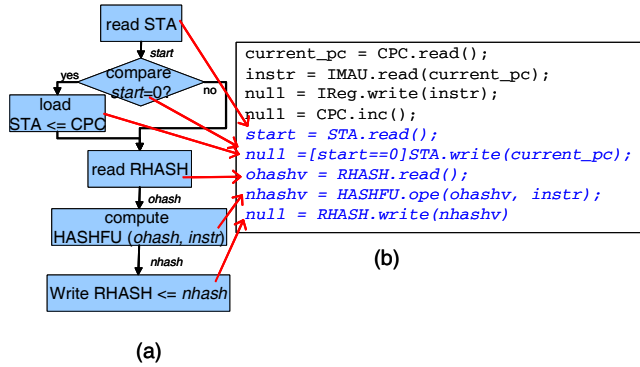 read STA
start
compare
start=0?
yes
no
load
STA <= CPC
read RHASH
ohash
compute
HASHFU (ohash, instr)
nhash
Write RHASH <= nhash
(a)
current_pc = CPC.read();
instr = IMAU.read(current_pc);
null = IReg.write(instr);
null = CPC.inc();
start = STA.read();
null =[start==0]STA.write(current_pc);
ohashv = RHASH.read();
nhashv = HASHFU.ope(ohashv, instr);
null = RHASH.write(nhashv)
(b)